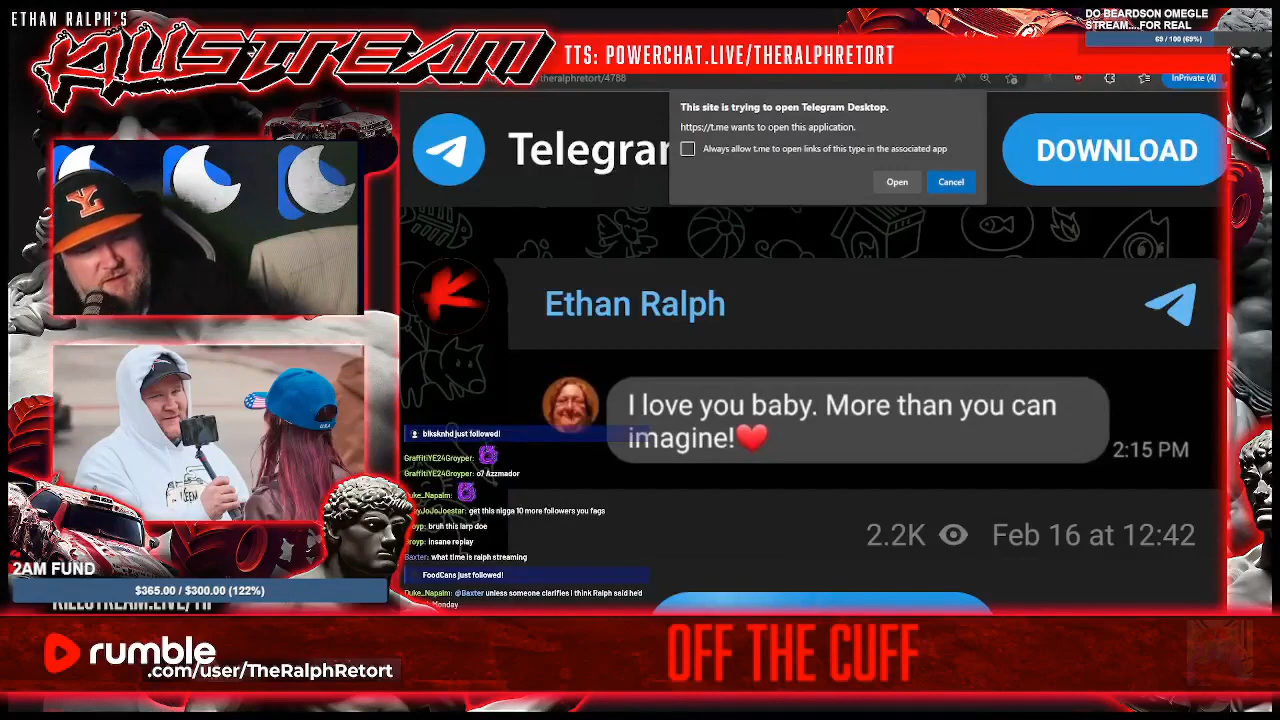 ETHAN RALPH'S
KILLSTREAM
TTS: POWERCHAT.LIVE/THERALPHRETORT
DO BEARDSON OMEGLE
STREAM...FOR REAL
69 / 100 (69%)
theralphretort/4788
InPrivate (4)
This site is trying to open Telegram Desktop.
https://t.me wants to open this application.
Always allow t.me to open links of this type in the associated app
Open
Cancel
Telegram
DOWNLOAD
Y
Ethan Ralph
I love you baby. More than you can
imagine!❤️
2:15 PM
2.2K
Feb 16 at 12:42
blksknhd just followed!
GraffitiYE24Groyper:
GraffitiYE24Groyper: o7 Azzmador
Duke_Napalm:
yJoJoJoestar: get this nigga 10 more followers you fags
royp: bruh this larp doe
Groyp: insane replay
Baxter: what time is ralph streaming
FoodCans just followed!
Duke_Napalm: @Baxter unless someone clarifies I think Ralph said he'd
Monday
USA
2AM FUND
$365.00 / $300.00 (122%)
rumble
.com/user/TheRalphRetort
OFF THE CUFF